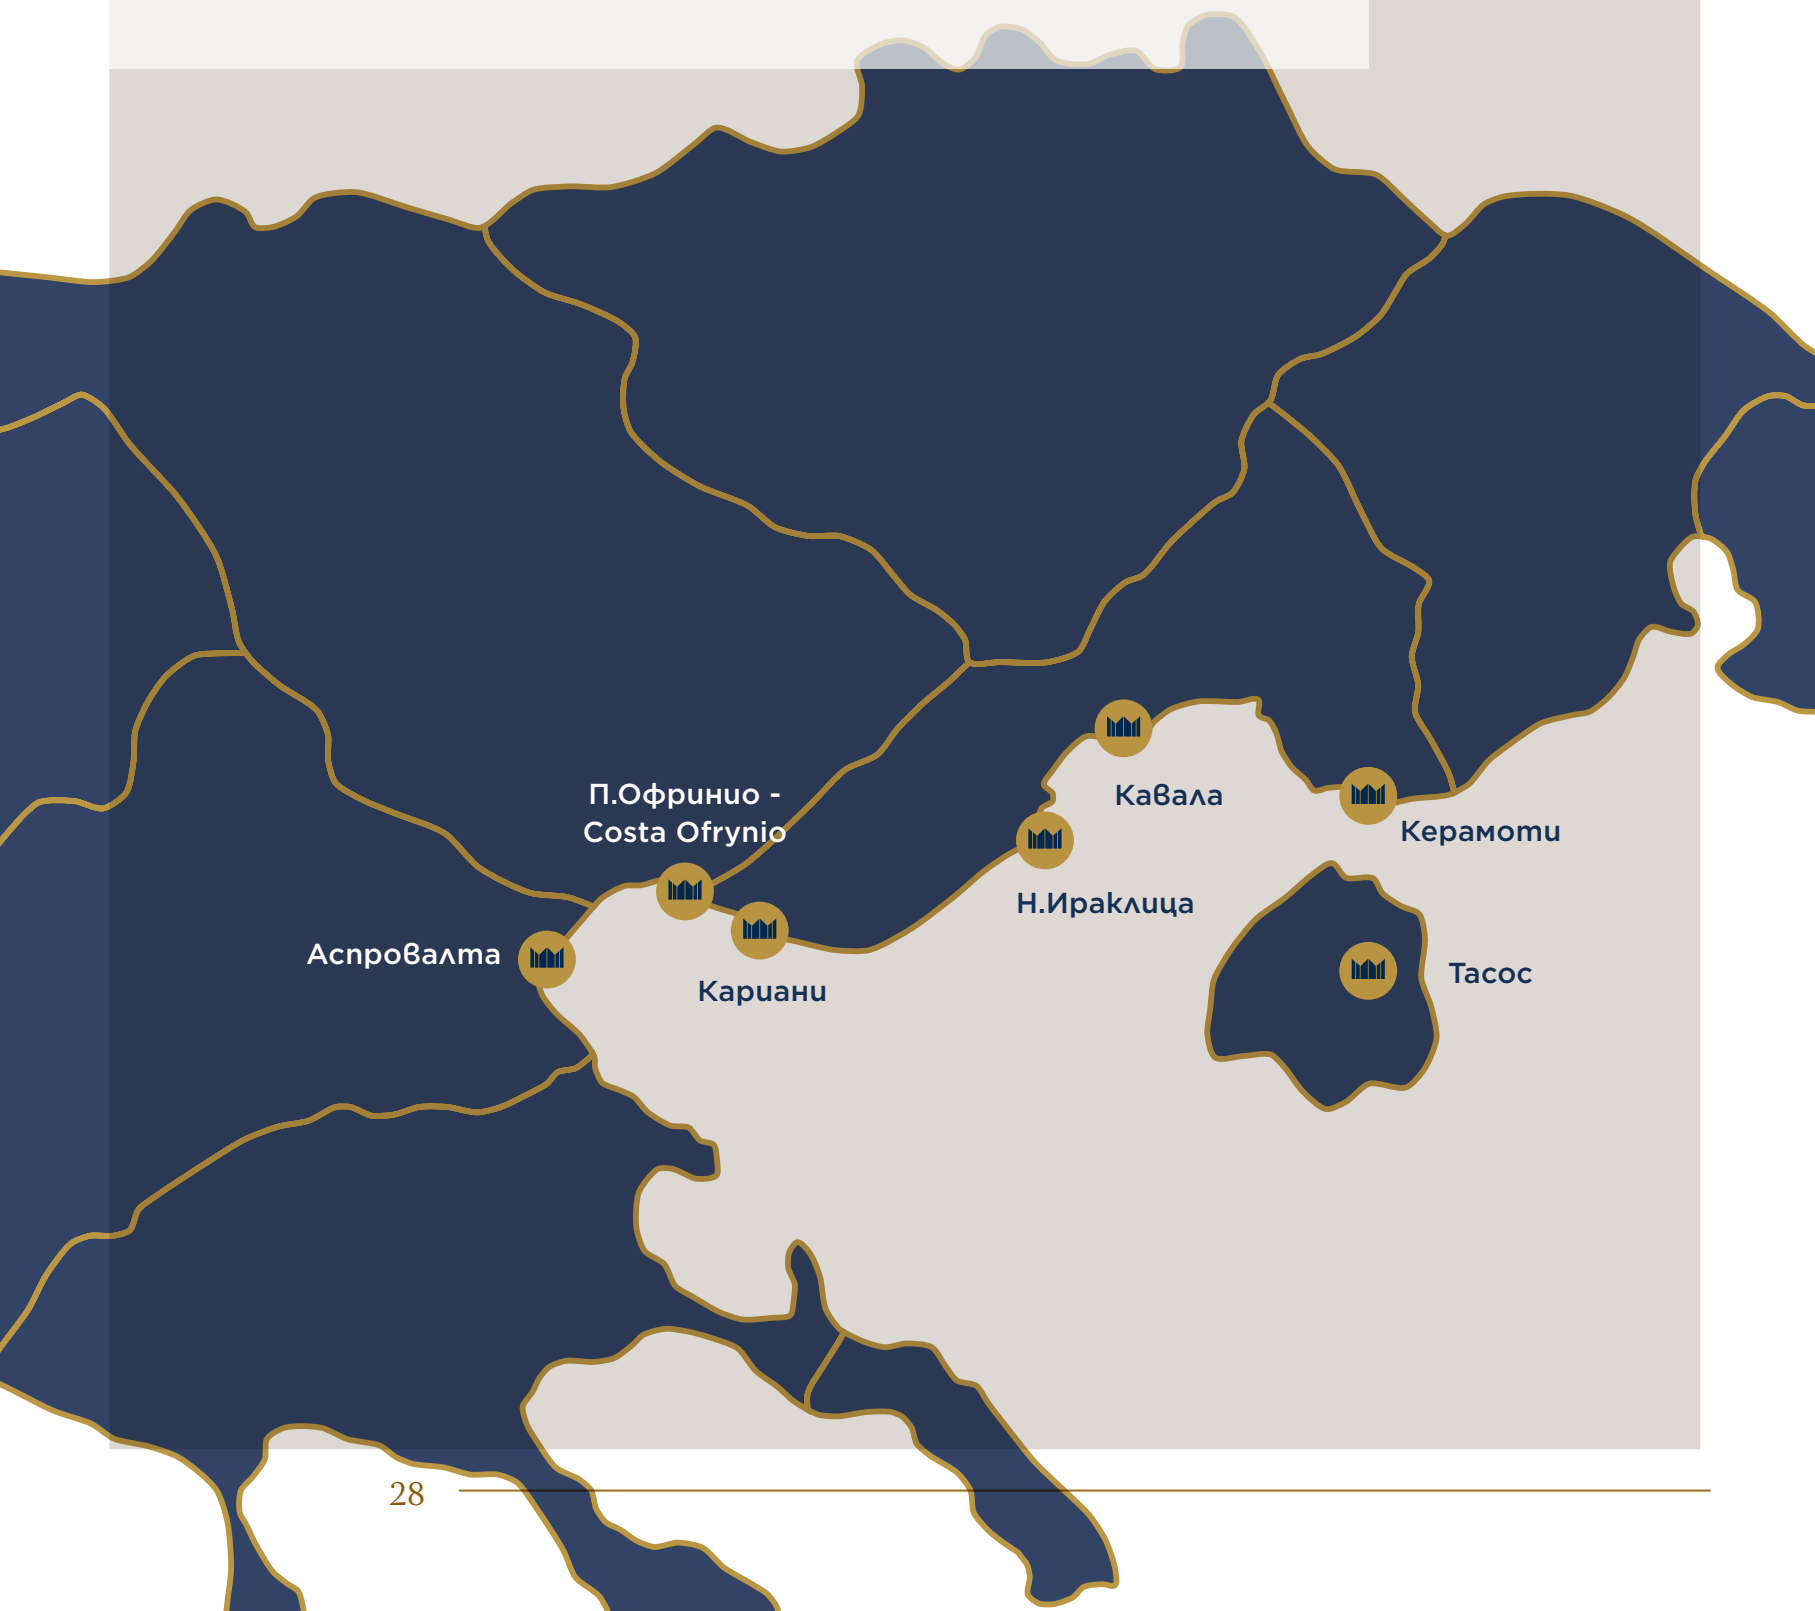 П.Офринио -
Costa Ofrynio
Кавала
Керамоти
Н.Ираклица
Аспровалта
Кариани
Тасос
28